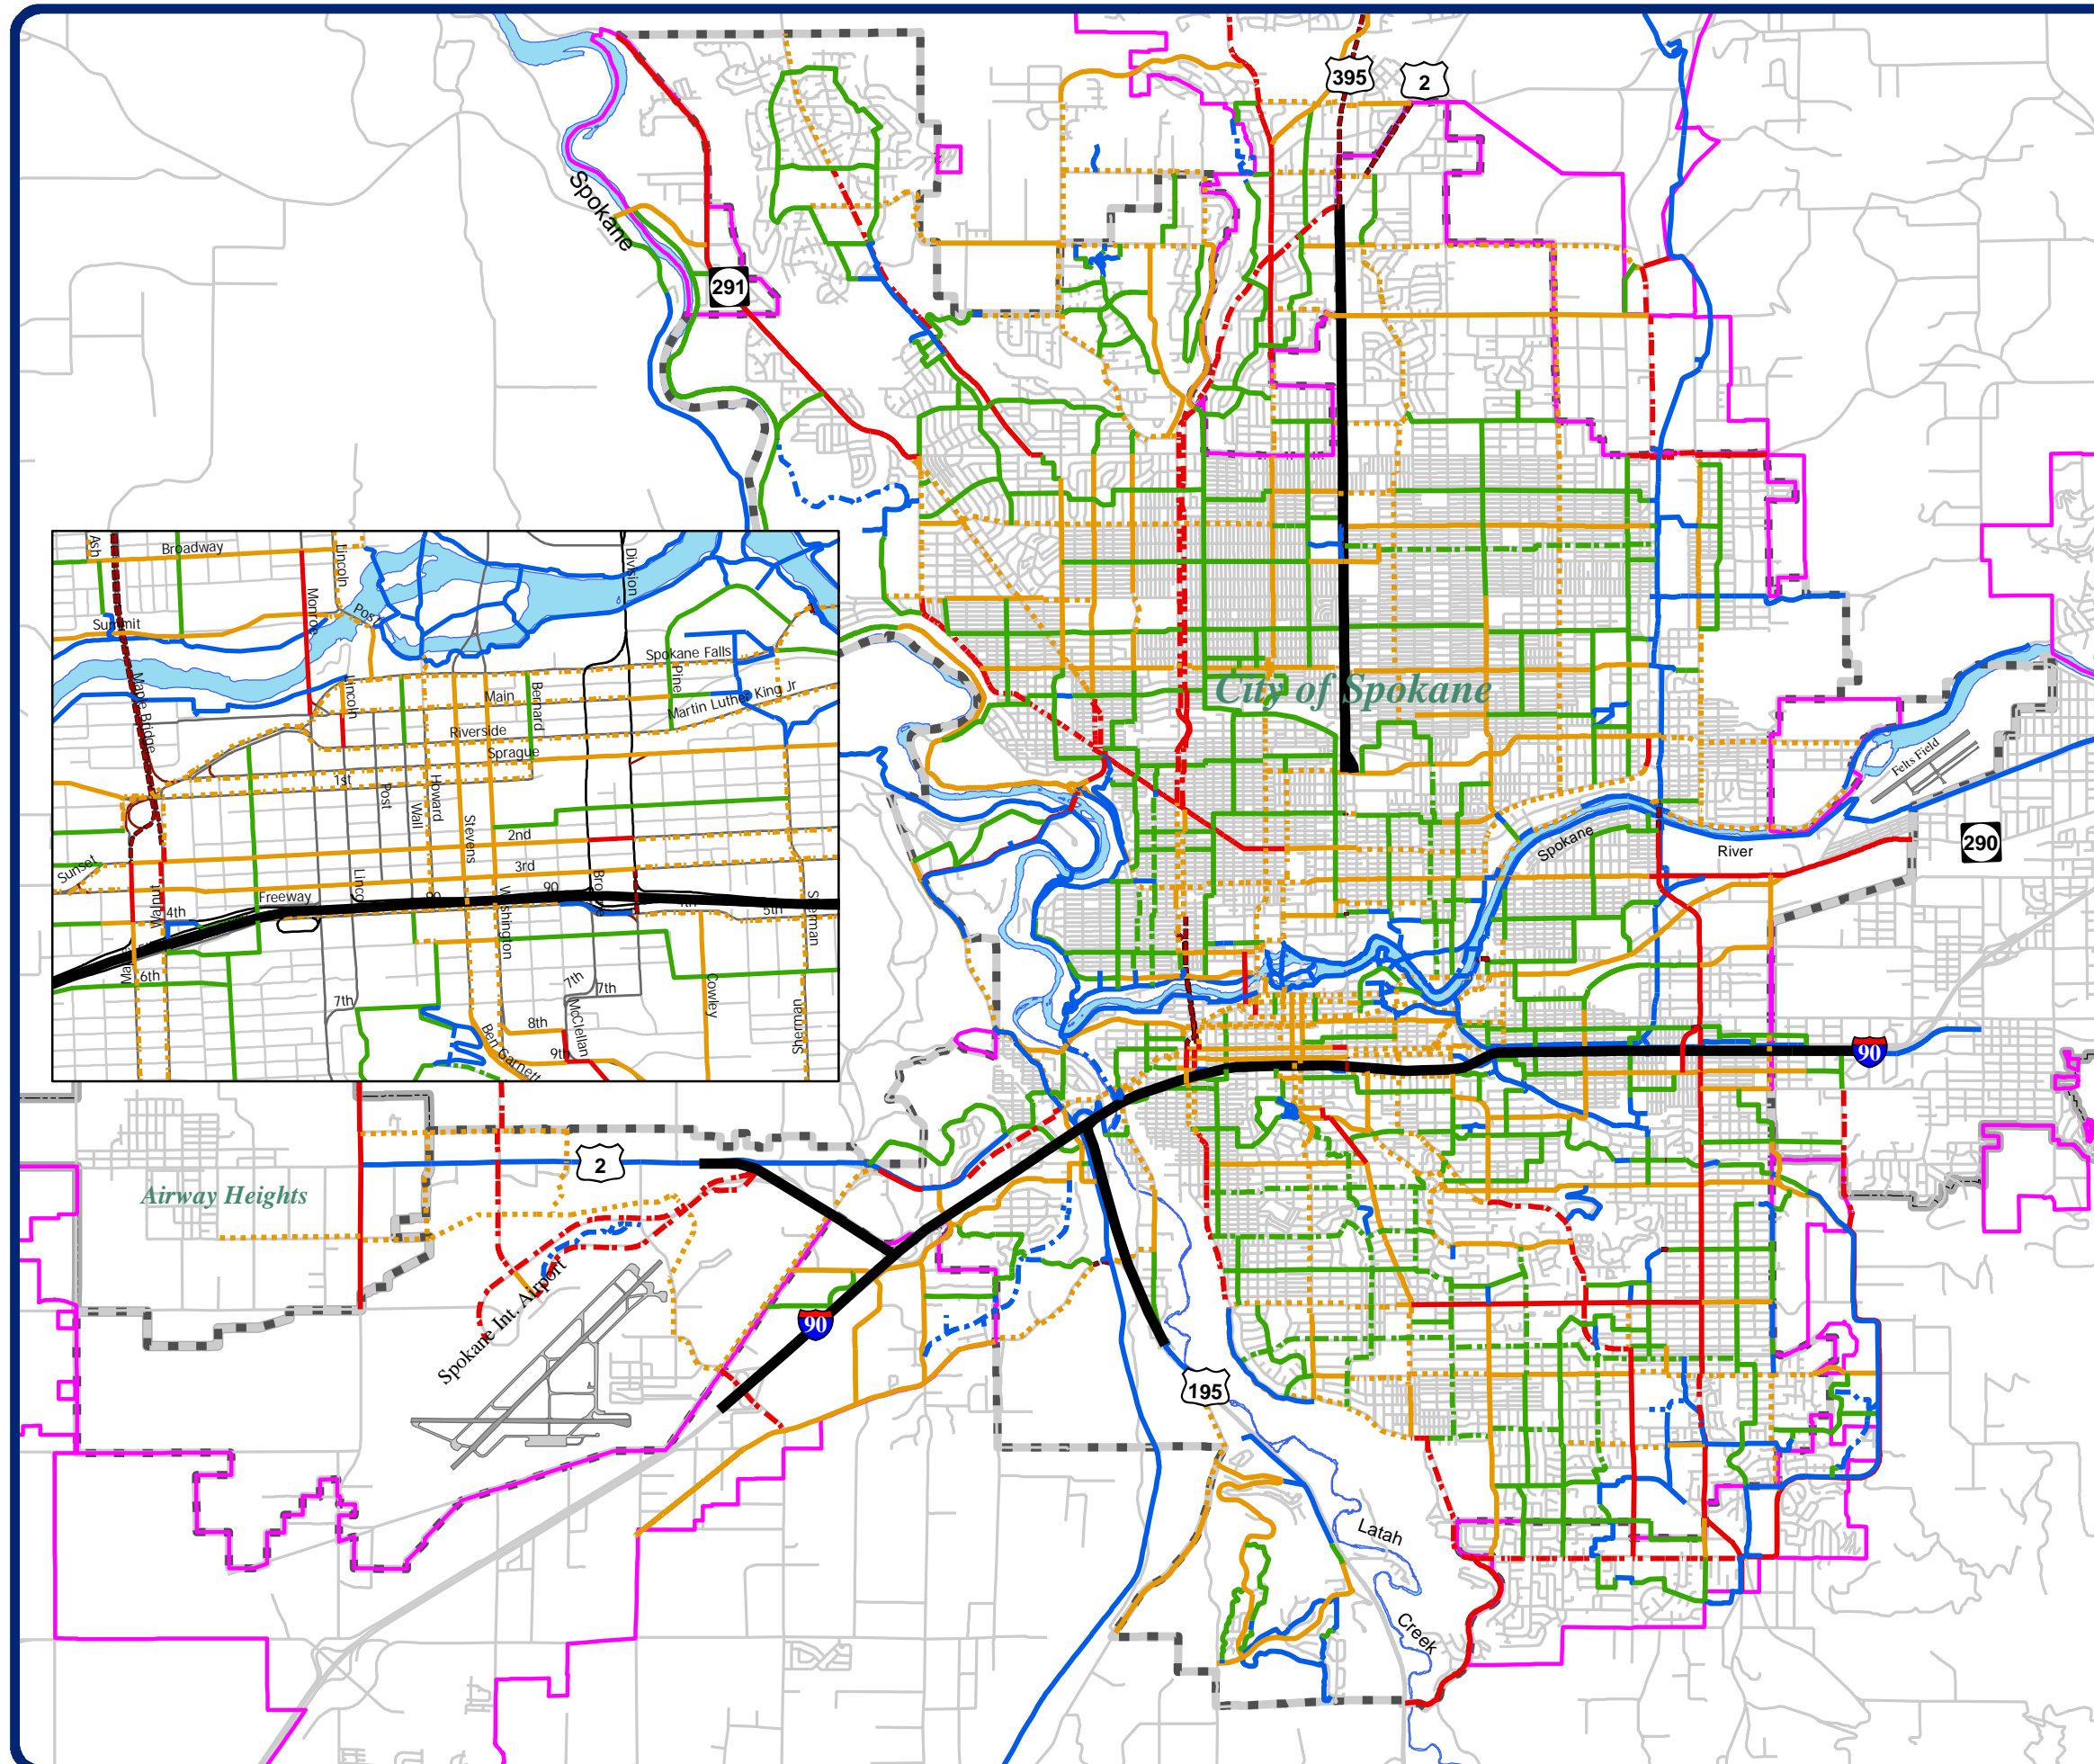 395
2
Spokane
291
City of Spokane
Felts Field
Spokane
River
290
90
2
Airway Heights
Spokane Int. Airport
90
195
Latah
Creek
Ash
Broadway
Lincoln
Division
Monroe
Post
Summit
Maple Bridge
Lincoln
Spokane Falls
Pine
Main
Bernard
Martin Luther King Jr
Riverside
Sprague
1st
Post
Wall
Howard
Stevens
2nd
3rd
Sunset
Freeway
90
Walnut
4th
5th
Washington
Sherman
6th
7th
7th
7th
8th
9th
McClellan
Cowley
Sherman
Ben Garnett